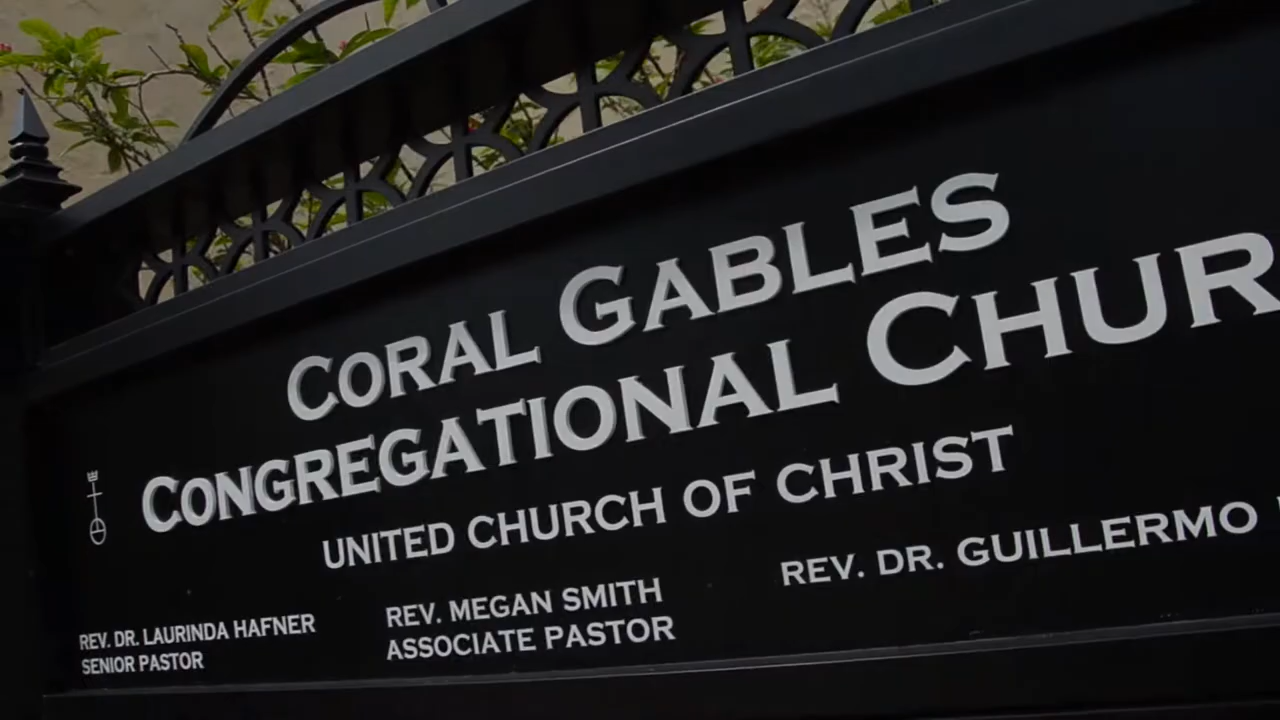 CORAL GABLES
CONGREGATIONAL CHUR
UNITED CHURCH OF CHRIST
REV. DR. LAURINDA HAFNER
SENIOR PASTOR
REV. MEGAN SMITH
ASSOCIATE PASTOR
REV. DR. GUILLERMO